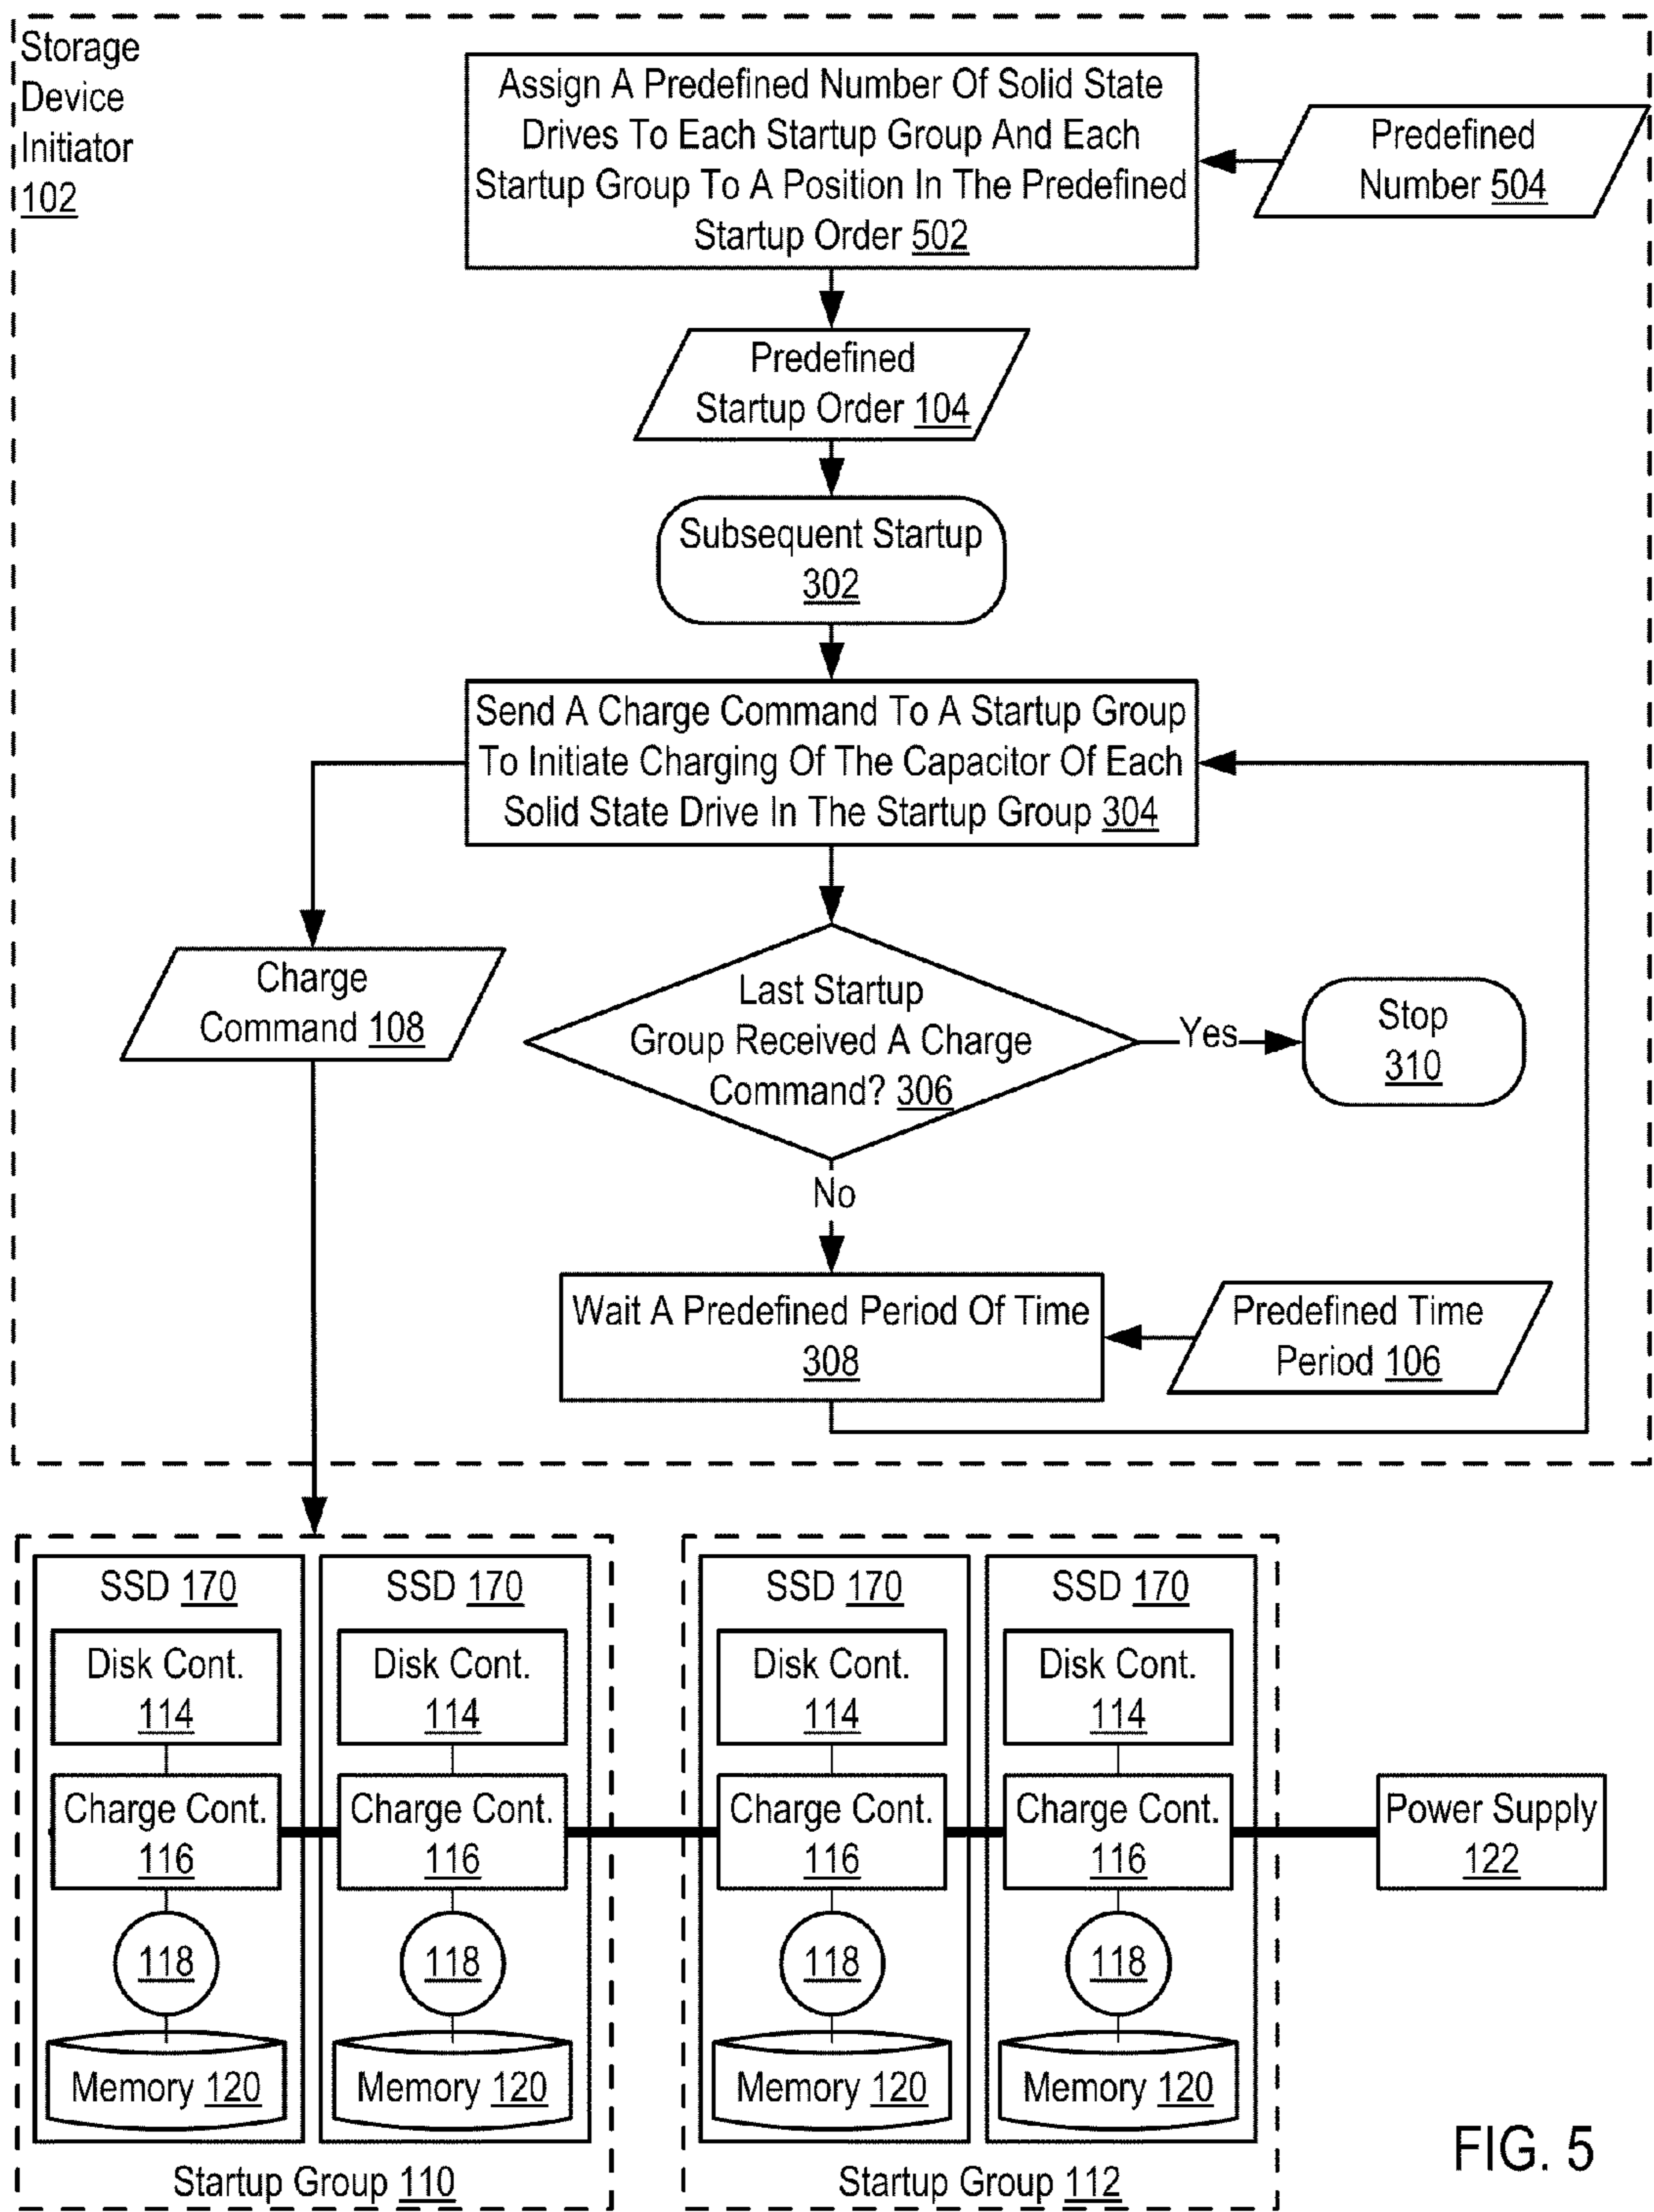 Storage
Device
Initiator
102
Assign A Predefined Number Of Solid State
Drives To Each Startup Group And Each
Startup Group To A Position In The Predefined
Startup Order 502
Predefined
Number 504
Predefined
Startup Order 104
Subsequent Startup
302
Send A Charge Command To A Startup Group
To Initiate Charging Of The Capacitor Of Each
Solid State Drive In The Startup Group 304
Charge
Command 108
Last Startup
Group Received A Charge
Command? 306
Yes
Stop
310
No
Wait A Predefined Period Of Time
308
Predefined Time
Period 106
SSD 170
Disk Cont.
114
Charge Cont.
116
118
Memory 120
SSD 170
Disk Cont.
114
Charge Cont.
116
118
Memory 120
Startup Group 110
SSD 170
Disk Cont.
114
Charge Cont.
116
118
Memory 120
SSD 170
Disk Cont.
114
Charge Cont.
116
118
Memory 120
Startup Group 112
Power Supply
122
FIG. 5